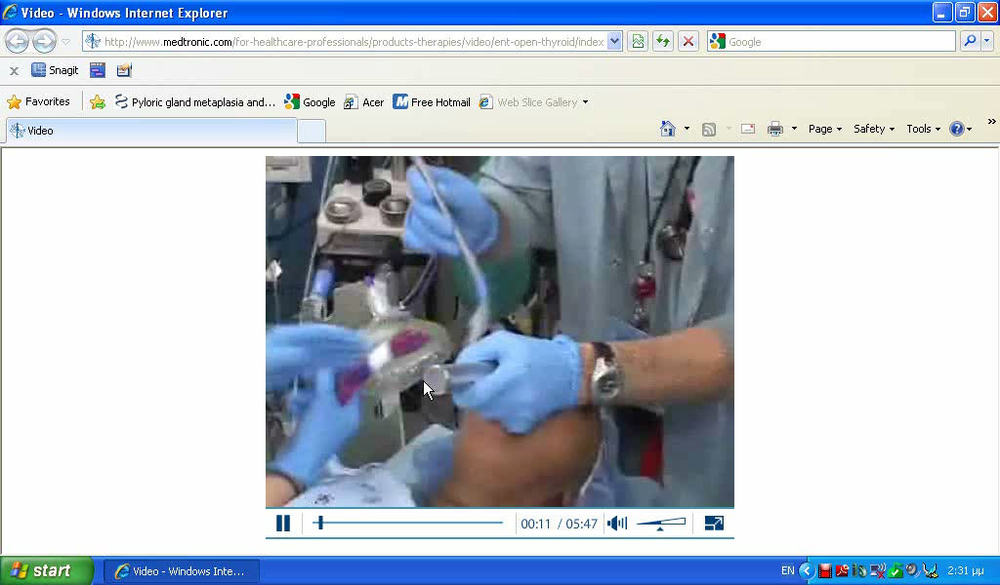 Video - Windows Internet Explorer
http://www.medtronic.com/for-healthcare-professionals/products-therapies/video/ent-open-thyroid/index
Google
x Snagit
Favorites Pyloric gland metaplasia and... Google Acer Free Hotmail Web Slice Gallery
Video
Page Safety Tools
00:11 / 05:47
start Video - Windows Inte... EN 2:31 μμ